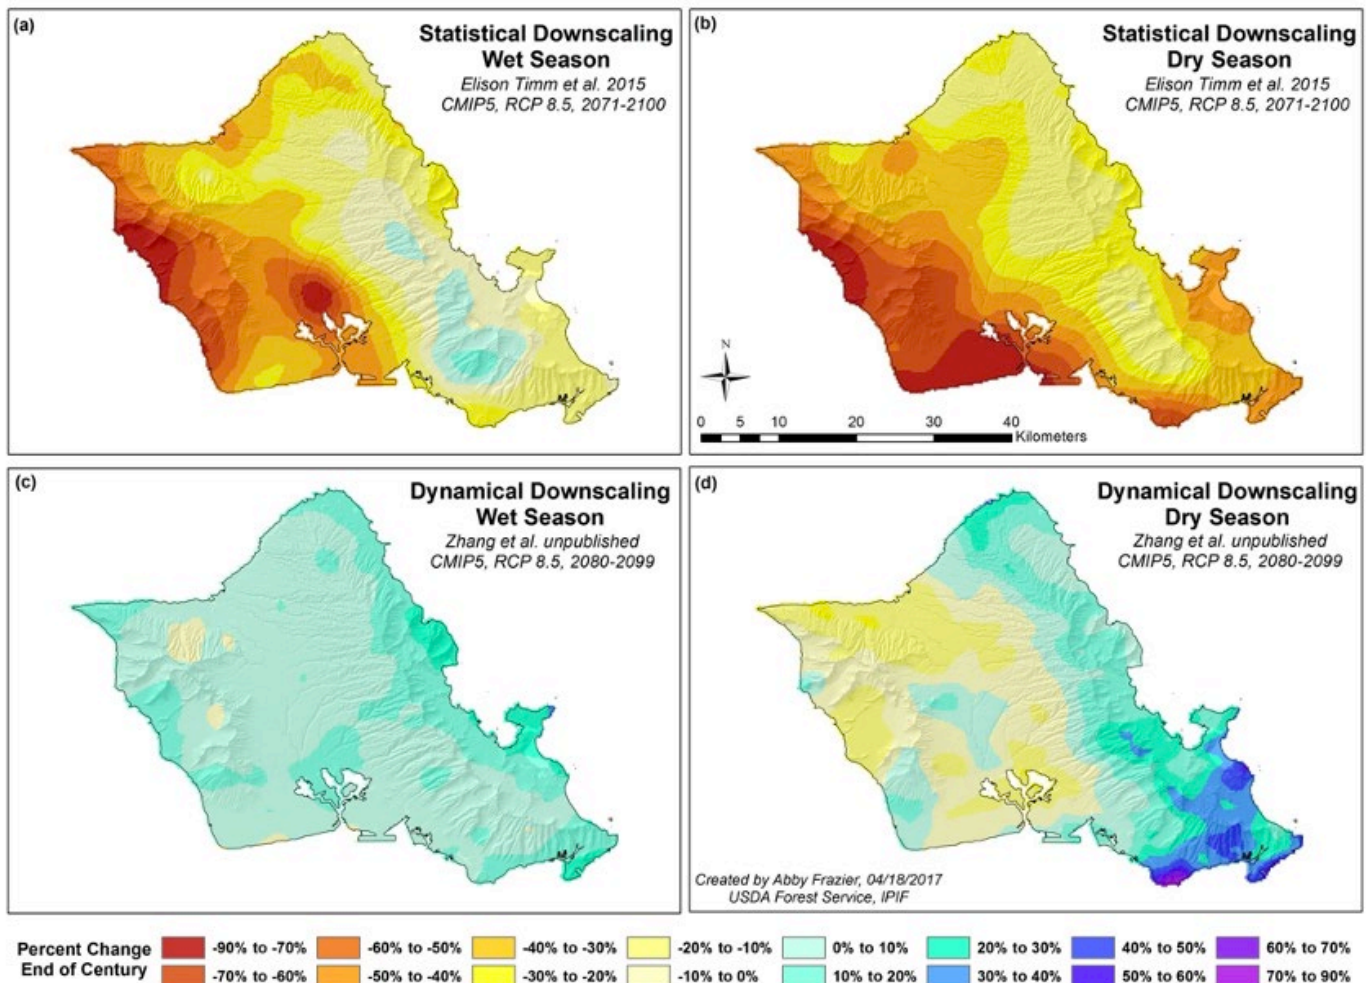 (a)
Statistical Downscaling
Wet Season
Elison Timm et al. 2015
CMIP5, RCP 8.5, 2071-2100
(b)
Statistical Downscaling
Dry Season
Elison Timm et al. 2015
CMIP5, RCP 8.5, 2071-2100
N
0 5 10 20 30 40
Kilometers
(c)
Dynamical Downscaling
Wet Season
Zhang et al. unpublished
CMIP5, RCP 8.5, 2080-2099
(d)
Dynamical Downscaling
Dry Season
Zhang et al. unpublished
CMIP5, RCP 8.5, 2080-2099
Created by Abby Frazier, 04/18/2017
USDA Forest Service, IPIF
Percent Change
End of Century
-90% to -70% -60% to -50% -40% to -30% -20% to -10% 0% to 10% 20% to 30% 40% to 50% 60% to 70%
-70% to -60% -50% to -40% -30% to -20% -10% to 0% 10% to 20% 30% to 40% 50% to 60% 70% to 90%